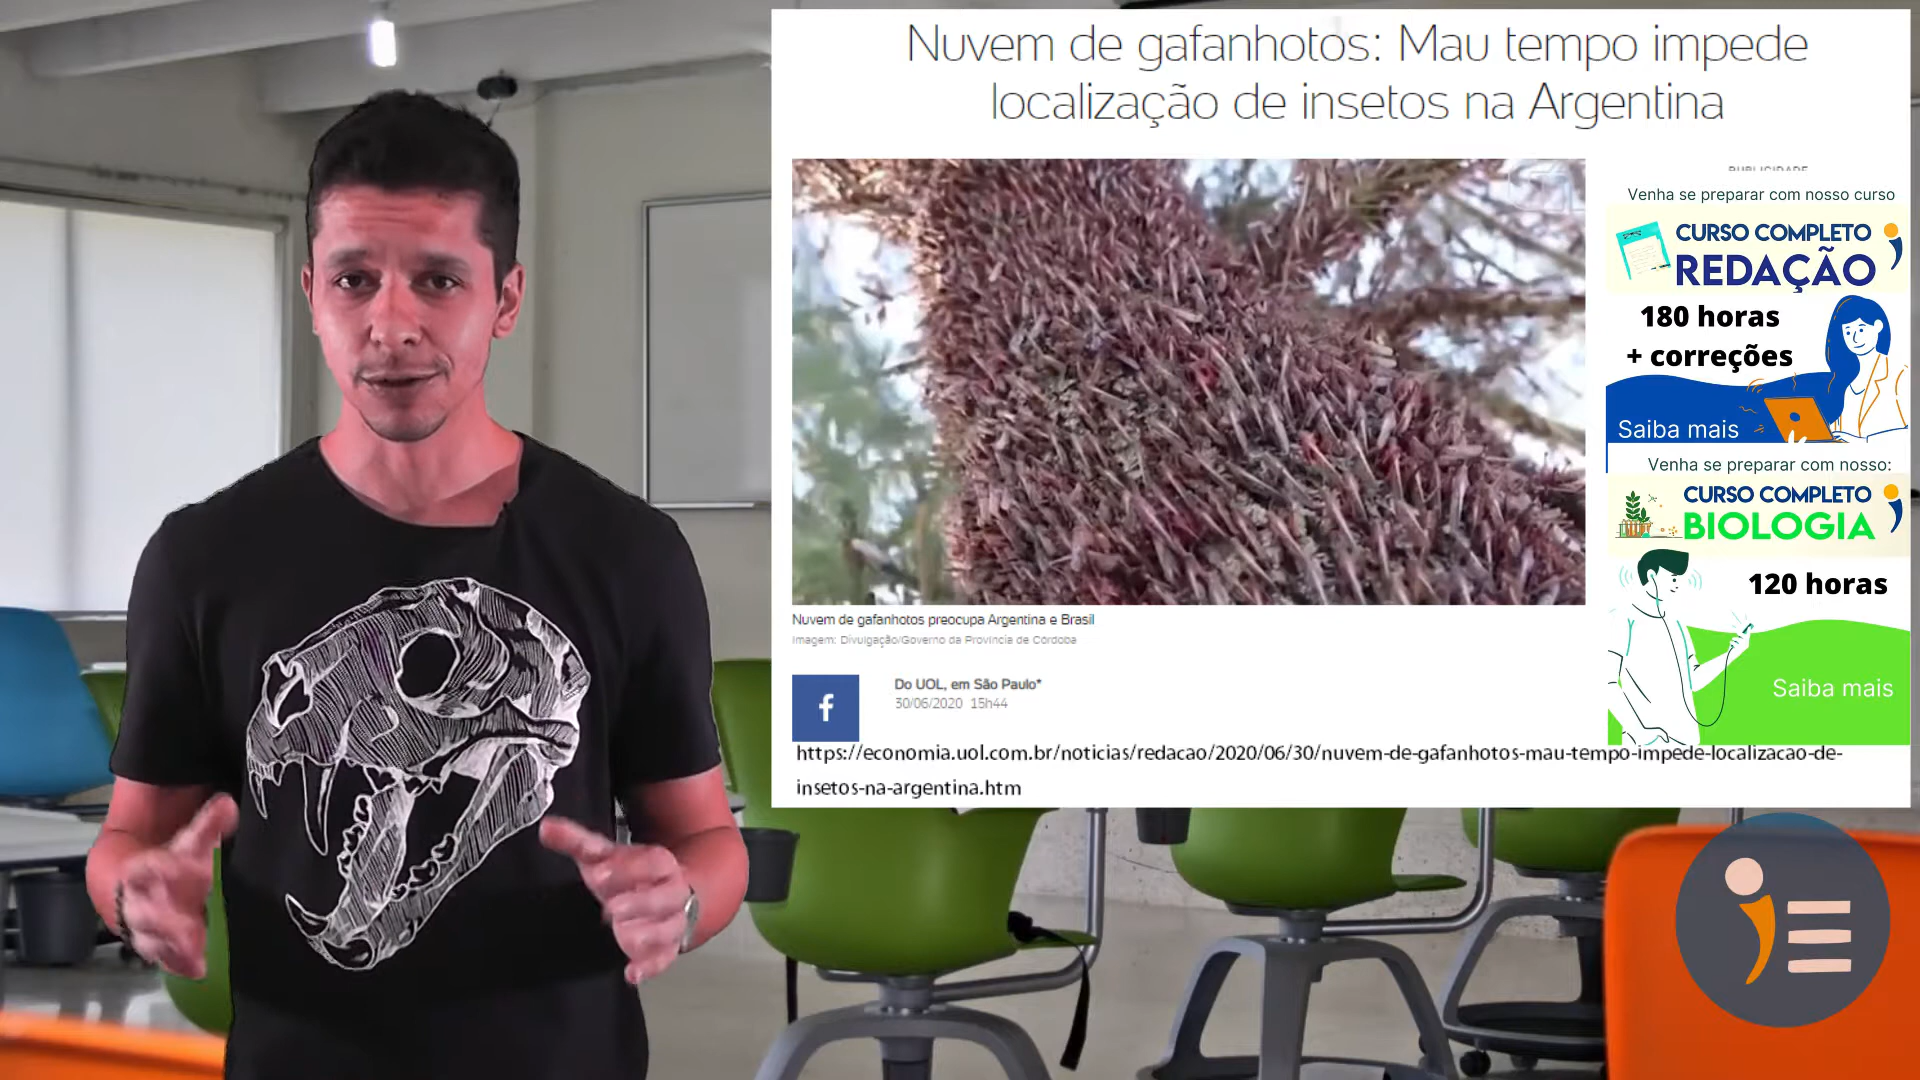 Nuvem de gafanhotos: Mau tempo impede
localização de insetos na Argentina
PUBLICIDADE
Venha se preparar com nosso curso
CURSO COMPLETO
REDAÇÃO
180 horas
+ correções
Saiba mais
Venha se preparar com nosso:
CURSO COMPLETO
BIOLOGIA
120 horas
Saiba mais
Nuvem de gafanhotos preocupa Argentina e Brasil
Imagem: Divulgação/Governo da Província de Córdoba
f
Do UOL, em São Paulo*
30/06/2020 15h44
https://economia.uol.com.br/noticias/redacao/2020/06/30/nuvem-de-gafanhotos-mau-tempo-impede-localizacao-de-
insetos-na-argentina.htm